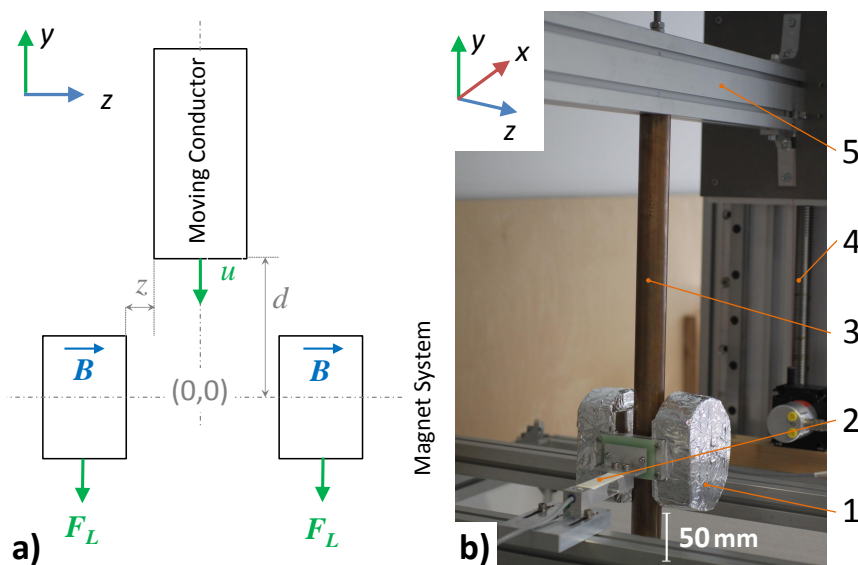 y
z
Moving Conductor
u
z
d
B
(0,0)
B
Magnet System
F_L
F_L
a)
y
x
z
5
4
3
2
1
50 mm
b)